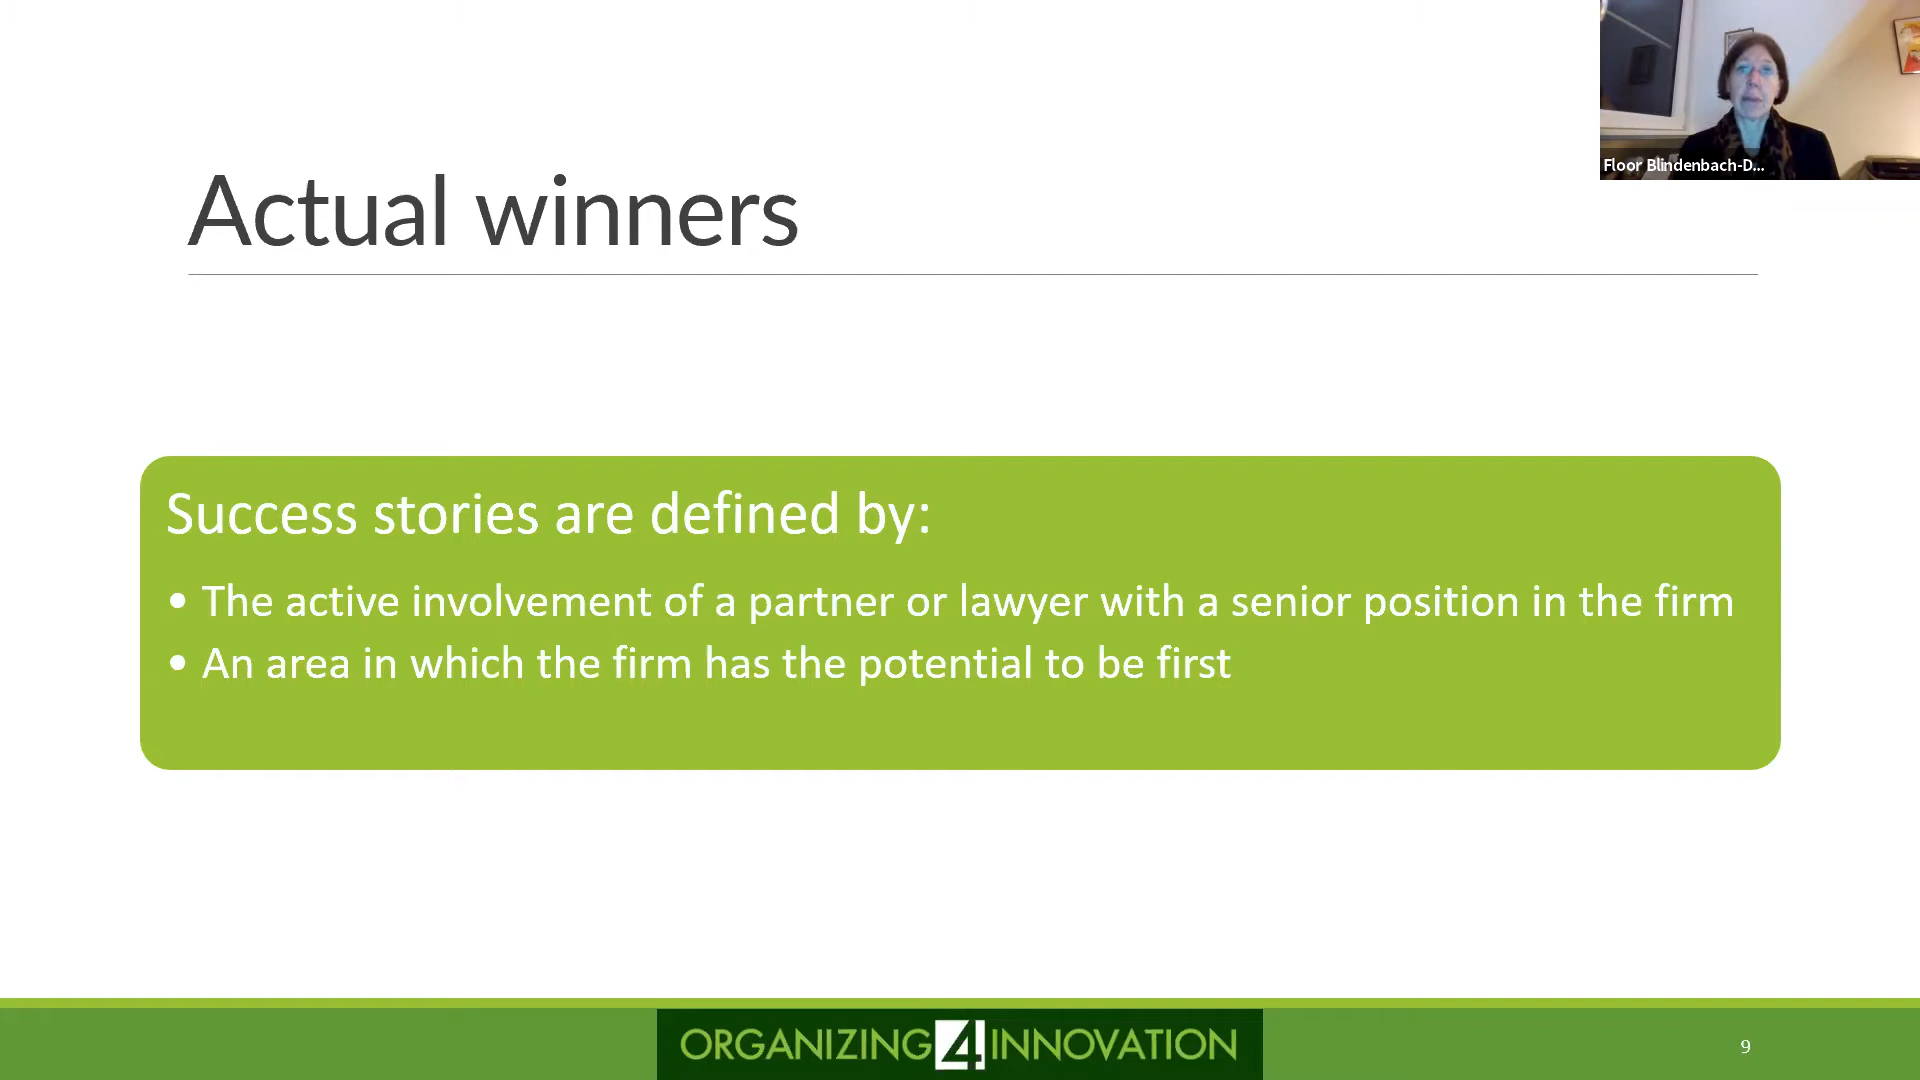 Floor Blindenbach-D...
Actual winners
Success stories are defined by:
• The active involvement of a partner or lawyer with a senior position in the firm
• An area in which the firm has the potential to be first
ORGANIZING 4 INNOVATION
9